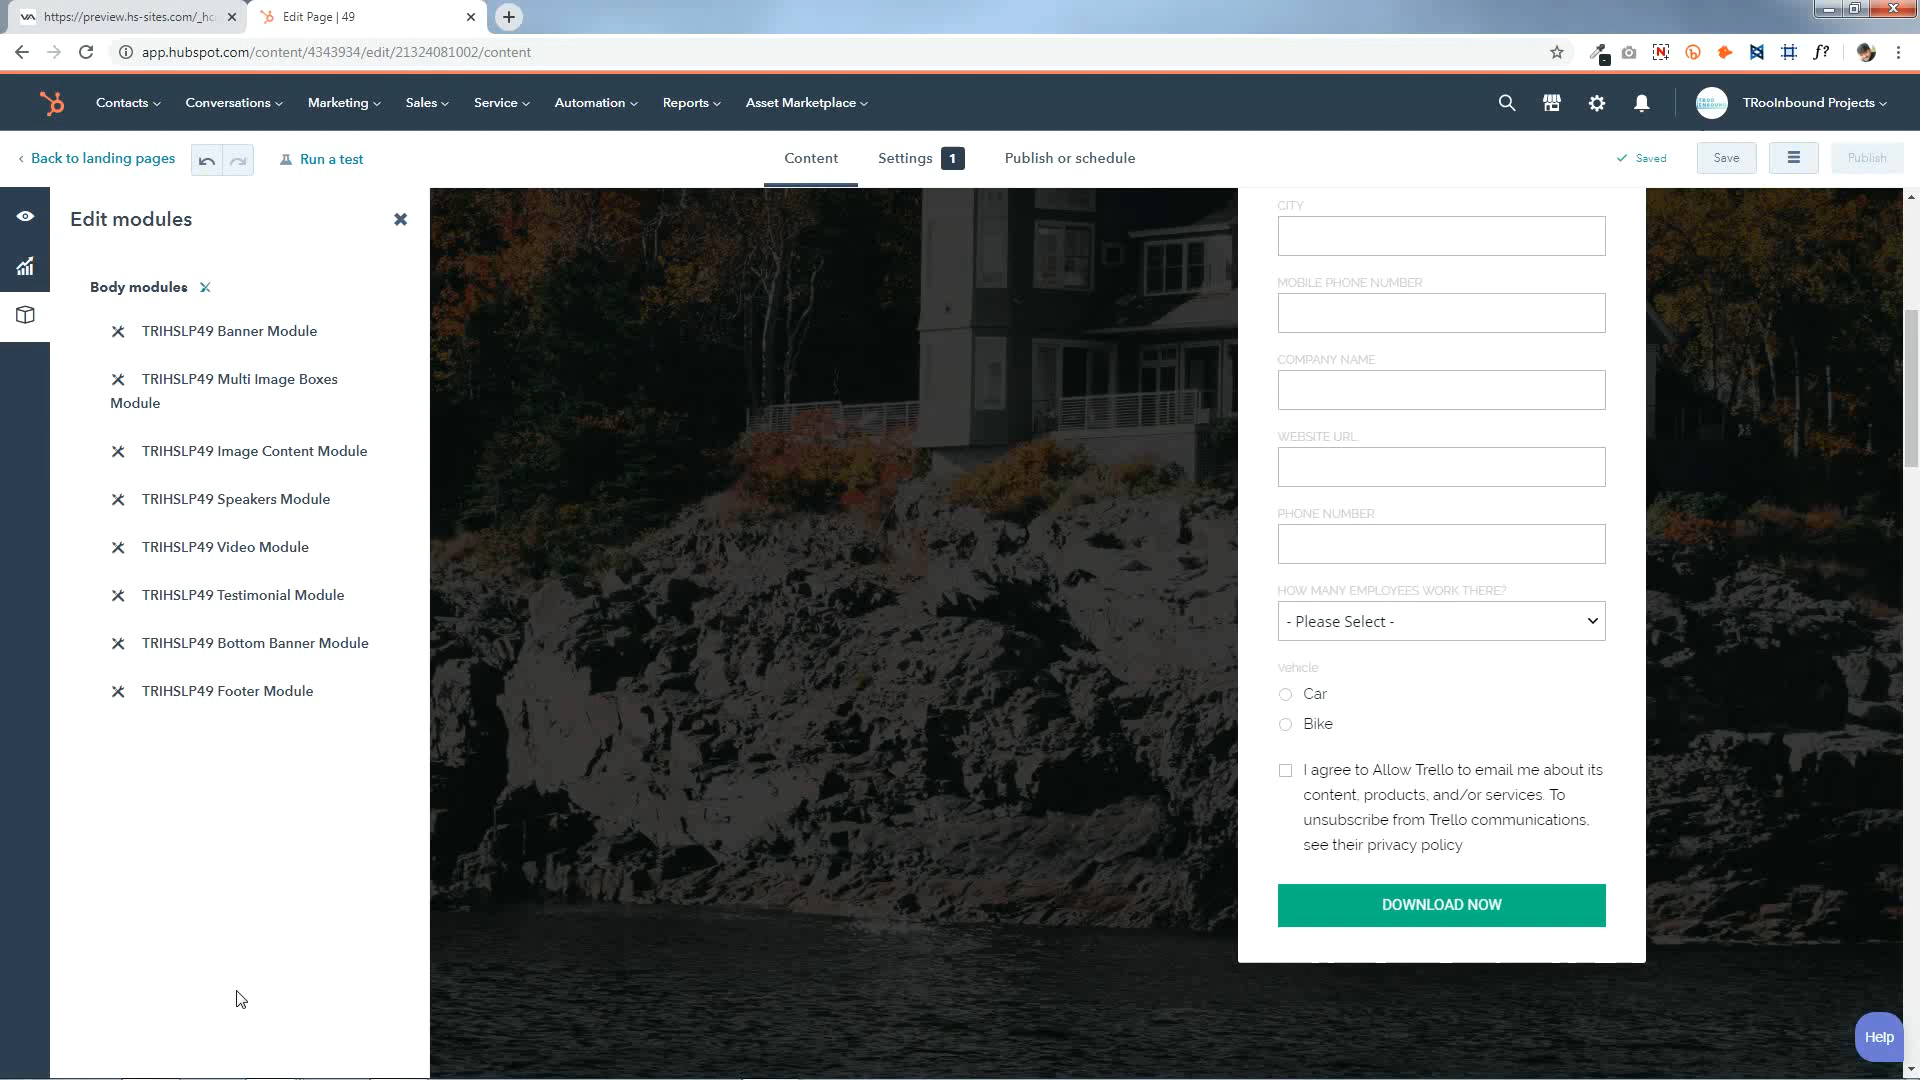 https://preview.hs-sites.com/_hc
Edit Page | 49
app.hubspot.com/content/4343934/edit/21324081002/content
Contacts
Conversations
Marketing
Sales
Service
Automation
Reports
Asset Marketplace
TRooInbound Projects
Back to landing pages
Run a test
Content
Settings 1
Publish or schedule
Saved
Save
Publish
Edit modules
Body modules
TRIHSLP49 Banner Module
TRIHSLP49 Multi Image Boxes
Module
TRIHSLP49 Image Content Module
TRIHSLP49 Speakers Module
TRIHSLP49 Video Module
TRIHSLP49 Testimonial Module
TRIHSLP49 Bottom Banner Module
TRIHSLP49 Footer Module
CITY
MOBILE PHONE NUMBER
COMPANY NAME
WEBSITE URL
PHONE NUMBER
HOW MANY EMPLOYEES WORK THERE?
- Please Select -
Vehicle
Car
Bike
I agree to Allow Trello to email me about its
content, products, and/or services. To
unsubscribe from Trello communications,
see their privacy policy
DOWNLOAD NOW
Help